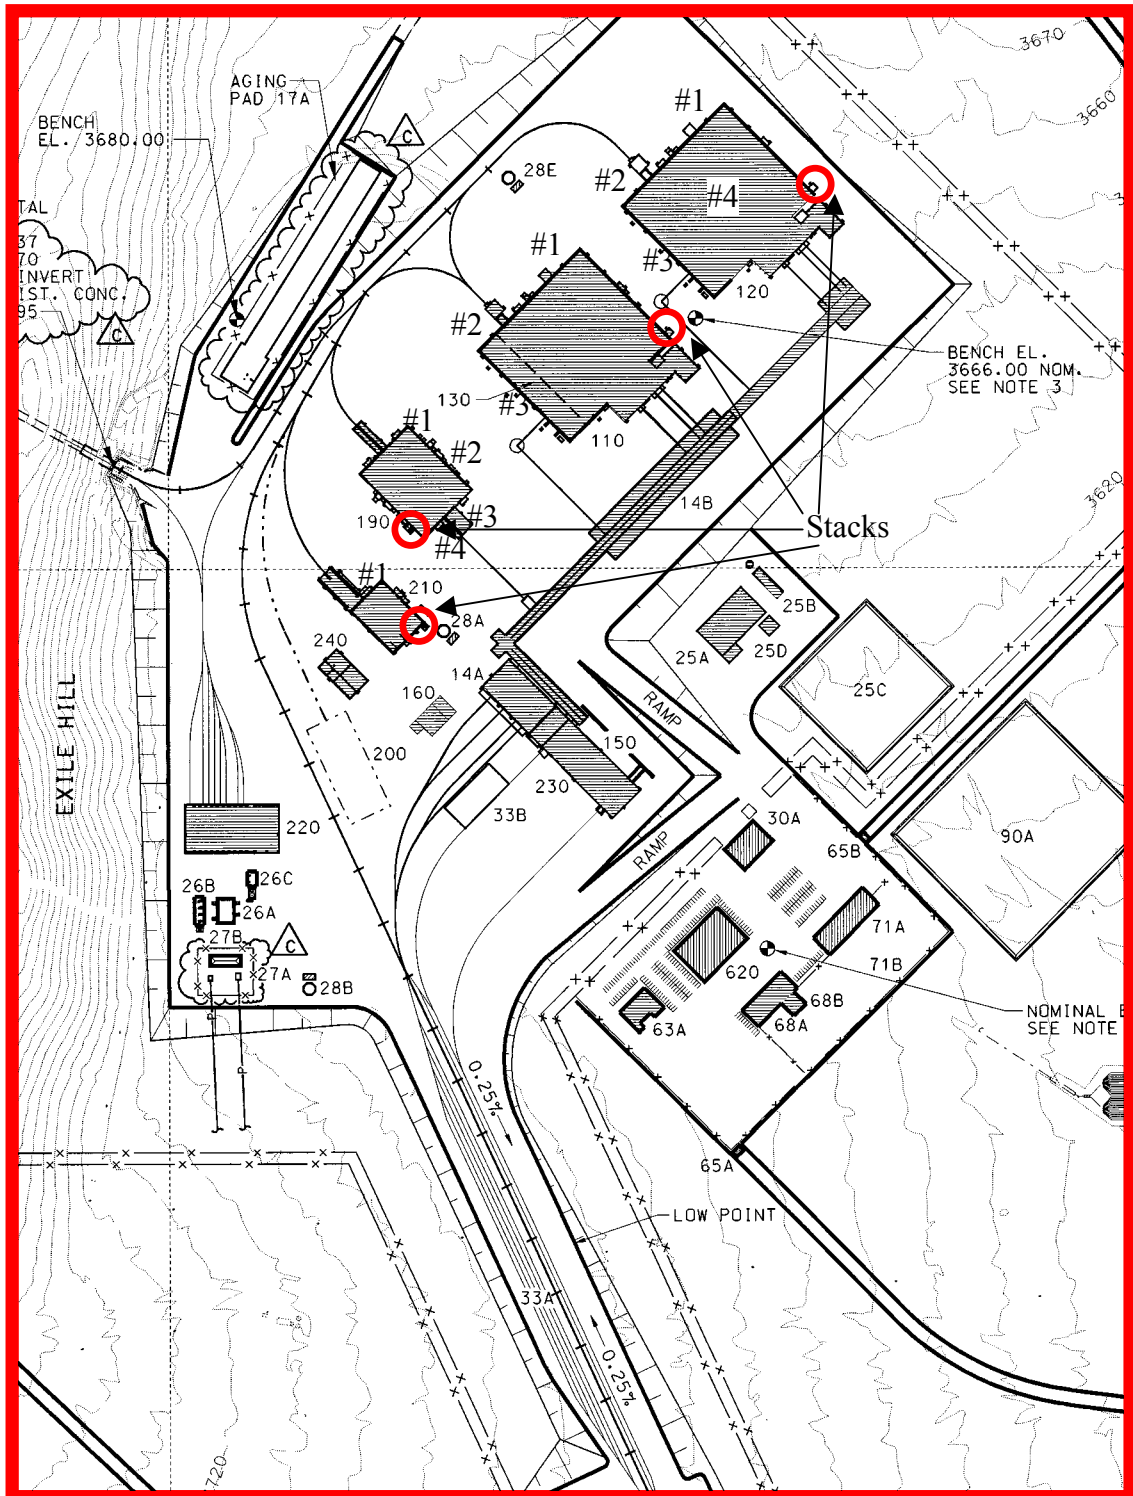 3670
3660
#1
AGING
PAD 17A
BENCH
EL. 3680.00
C
28E
#2
#4
TAL
37
70
INVERT
IST. CONC.
95
C
#1
#3
120
#2
BENCH EL.
3666.00 NOM.
SEE NOTE 3
130
#3
110
#1
#2
3620
14B
190
#3
#4
Stacks
#1
210
25B
28A
25A
25D
240
14A
25C
160
RAMP
EXILE HILL
200
150
230
33B
30A
220
65B
90A
RAMP
26B
26C
26A
71A
27B
C
27A
28B
620
71B
68B
68A
63A
NOMINAL E
SEE NOTE
P
P
0.25%
65A
LOW POINT
33A
0.25%
720